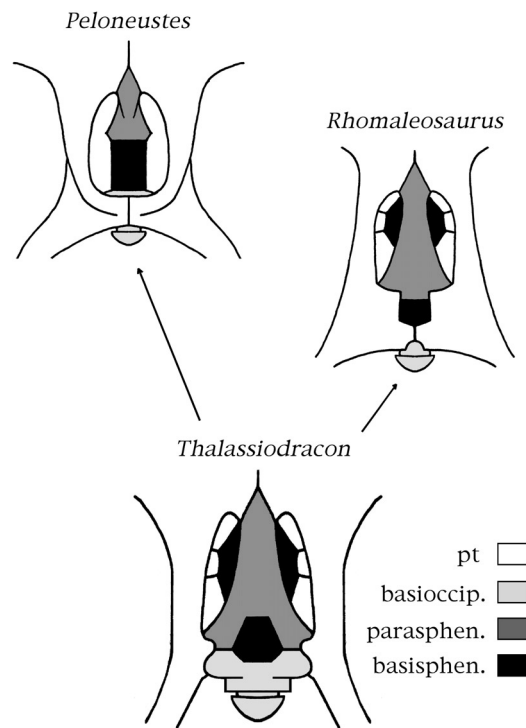 Peloneustes
Rhomaleosaurus
Thalassiodracon
pt
basioccip.
parasphen.
basisphen.